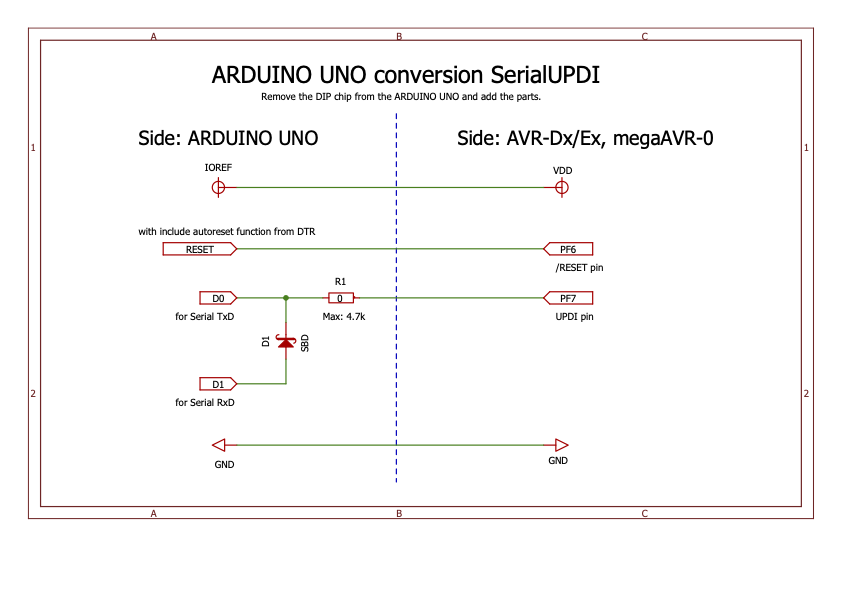 A B C
ARDUINO UNO conversion SerialUPDI
Remove the DIP chip from the ARDUINO UNO and add the parts.
Side: ARDUINO UNO
Side: AVR-Dx/Ex, megaAVR-0
1 1
IOREF
VDD
with include autoreset function from DTR
RESET
PF6
/RESET pin
R1
D0
0
PF7
for Serial TxD
Max: 4.7k
UPDI pin
D1
SBD
D1
2 2
for Serial RxD
GND
GND
A B C